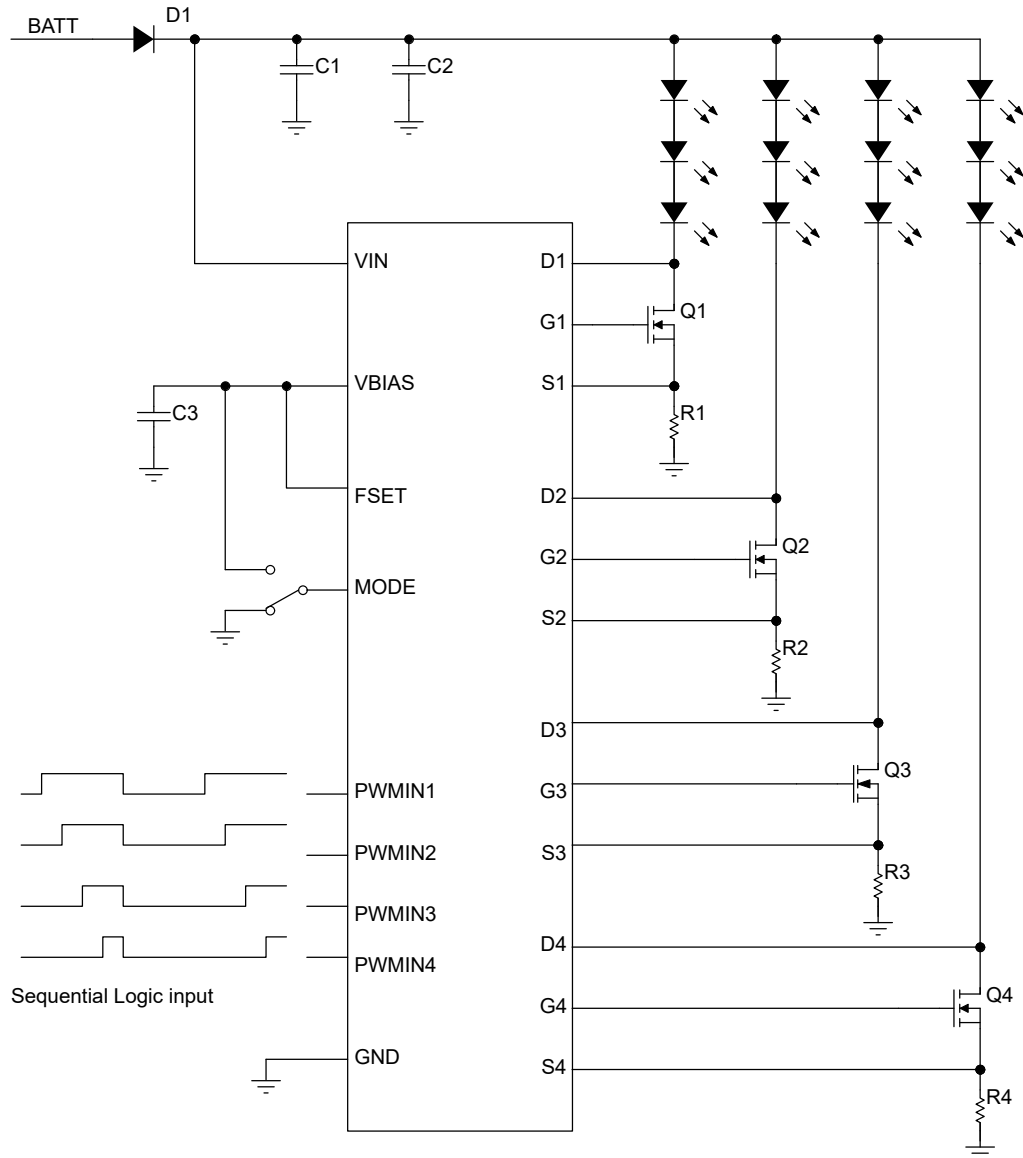 BATT
D1
C1
C2
VIN
D1
Q1
G1
VBIAS
S1
C3
R1
FSET
D2
Q2
G2
MODE
S2
R2
D3
Q3
PWMIN1
G3
PWMIN2
S3
R3
PWMIN3
D4
PWMIN4
Sequential Logic input
Q4
G4
GND
S4
R4